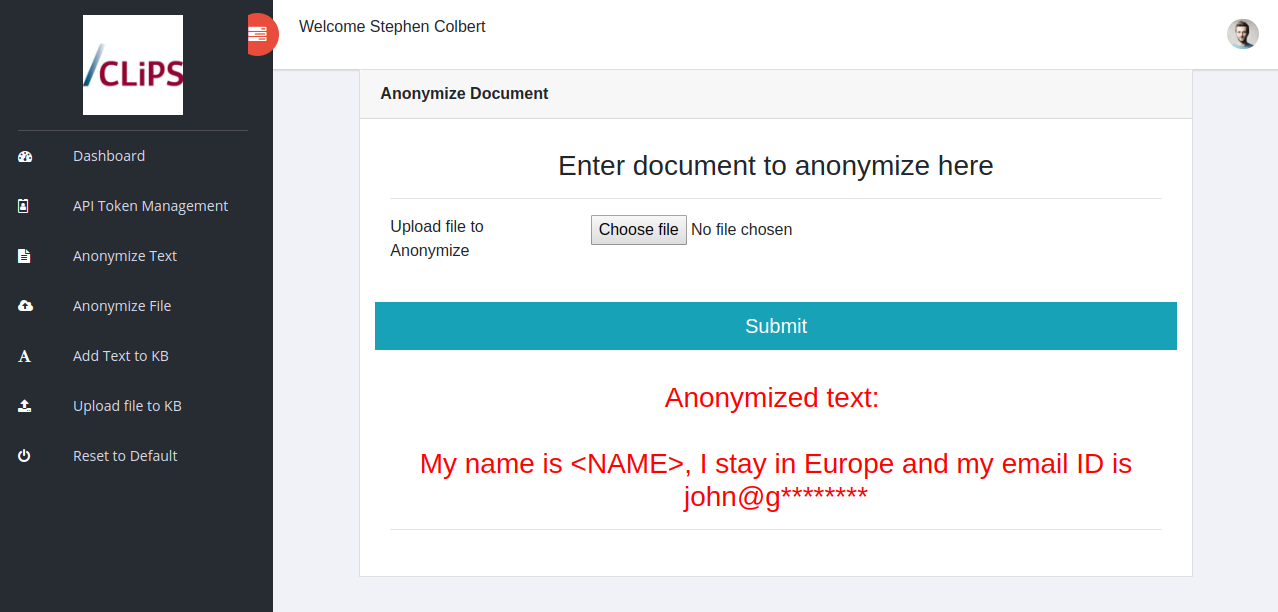 CLiPS
Welcome Stephen Colbert
Dashboard
API Token Management
Anonymize Text
Anonymize File
Add Text to KB
Upload file to KB
Reset to Default
Anonymize Document
Enter document to anonymize here
Upload file to
Anonymize
Choose file No file chosen
Submit
Anonymized text:
My name is <NAME>, I stay in Europe and my email ID is
john@g********